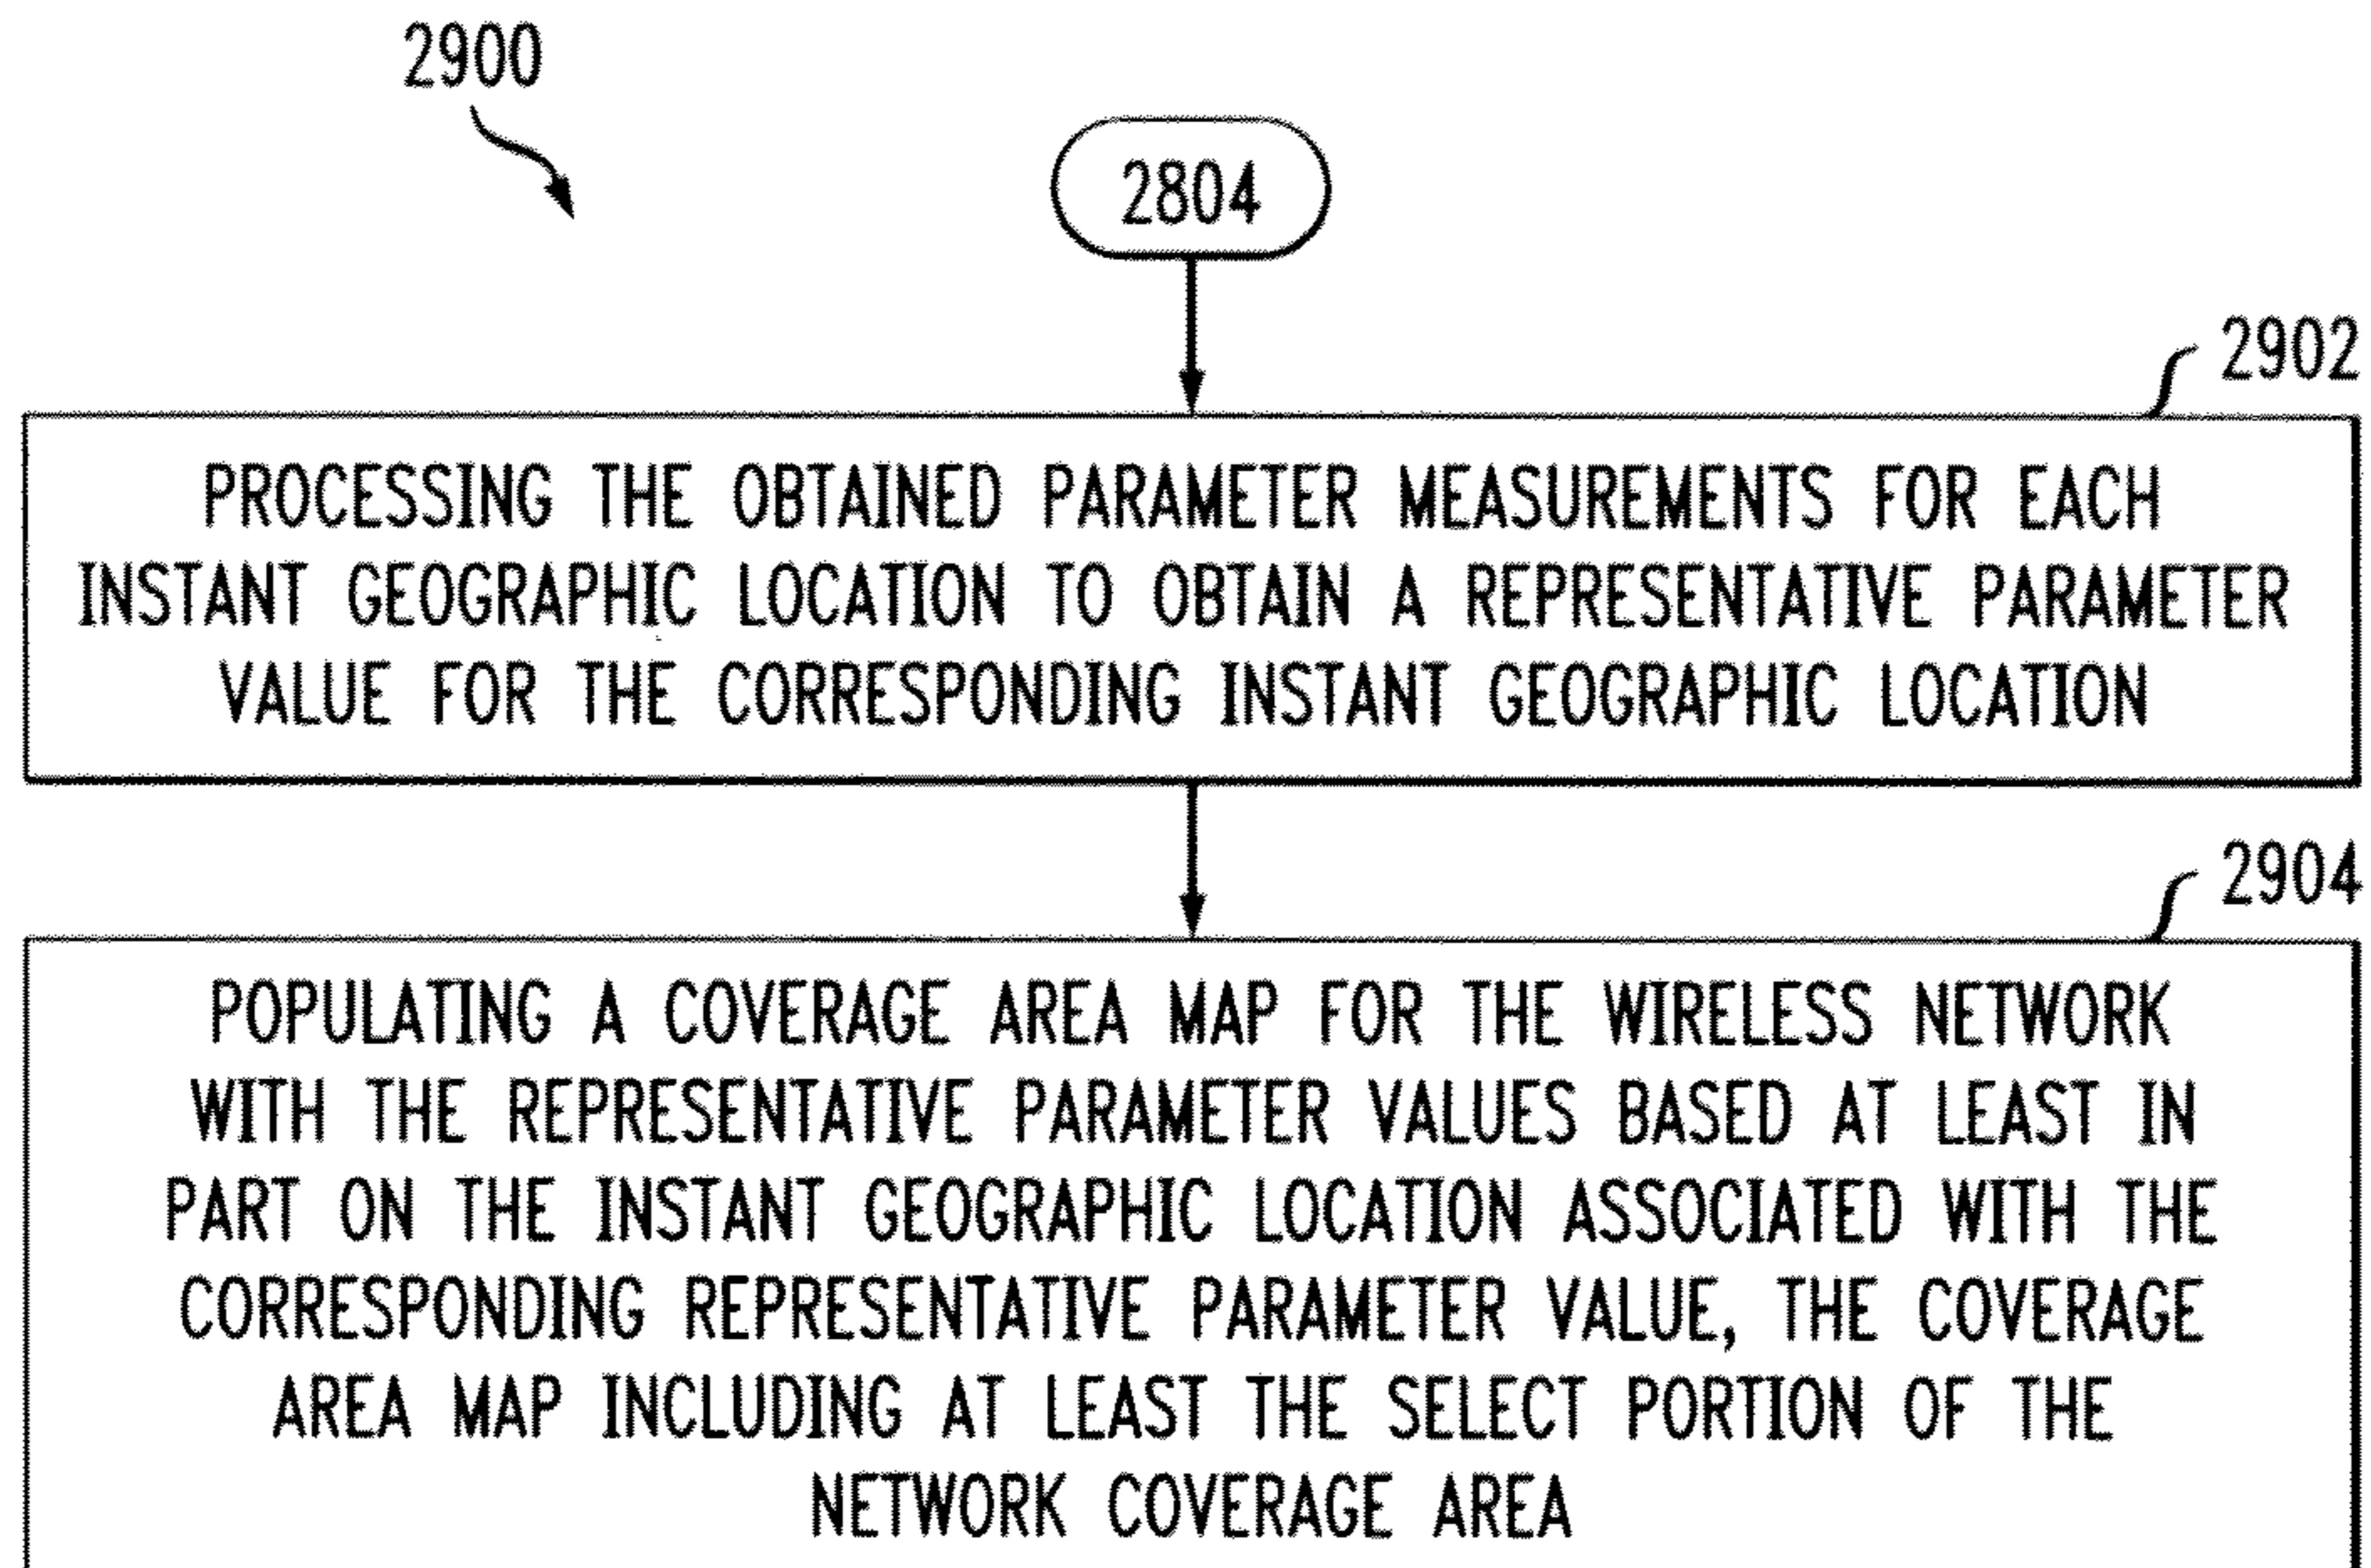 2900
2804
2902
PROCESSING THE OBTAINED PARAMETER MEASUREMENTS FOR EACH
INSTANT GEOGRAPHIC LOCATION TO OBTAIN A REPRESENTATIVE PARAMETER
VALUE FOR THE CORRESPONDING INSTANT GEOGRAPHIC LOCATION
2904
POPULATING A COVERAGE AREA MAP FOR THE WIRELESS NETWORK
WITH THE REPRESENTATIVE PARAMETER VALUES BASED AT LEAST IN
PART ON THE INSTANT GEOGRAPHIC LOCATION ASSOCIATED WITH THE
CORRESPONDING REPRESENTATIVE PARAMETER VALUE, THE COVERAGE
AREA MAP INCLUDING AT LEAST THE SELECT PORTION OF THE
NETWORK COVERAGE AREA